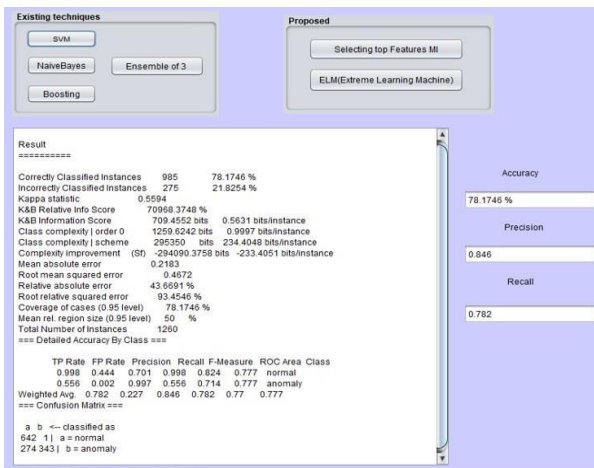 Existing techniques
SVM
NaiveBayes
Ensemble of 3
Boosting
Proposed
Selecting top Features MI
ELM(Extreme Learning Machine)
Result
==========
Correctly Classified Instances 985 78.1746 %
Incorrectly Classified Instances 275 21.8254 %
Kappa statistic 0.5594
K&B Relative Info Score 70968.3748 %
K&B Information Score 709.4552 bits 0.5631 bits/instance
Class complexity | order 0 1259.6242 bits 0.9997 bits/instance
Class complexity | scheme 295350 bits 234.4048 bits/instance
Complexity improvement (Sf) -294090.3758 bits -233.4051 bits/instance
Mean absolute error 0.2183
Root mean squared error 0.4672
Relative absolute error 43.6691 %
Root relative squared error 93.4546 %
Coverage of cases (0.95 level) 78.1746 %
Mean rel. region size (0.95 level) 50 %
Total Number of Instances 1260
=== Detailed Accuracy By Class ===
TP Rate FP Rate Precision Recall F-Measure ROC Area Class
0.998 0.444 0.701 0.998 0.824 0.777 normal
0.556 0.002 0.997 0.556 0.714 0.777 anomaly
Weighted Avg. 0.782 0.227 0.846 0.782 0.77 0.777
=== Confusion Matrix ===
a b <-- classified as
642 1 | a = normal
274 343 | b = anomaly
Accuracy
78.1746 %
Precision
0.846
Recall
0.782